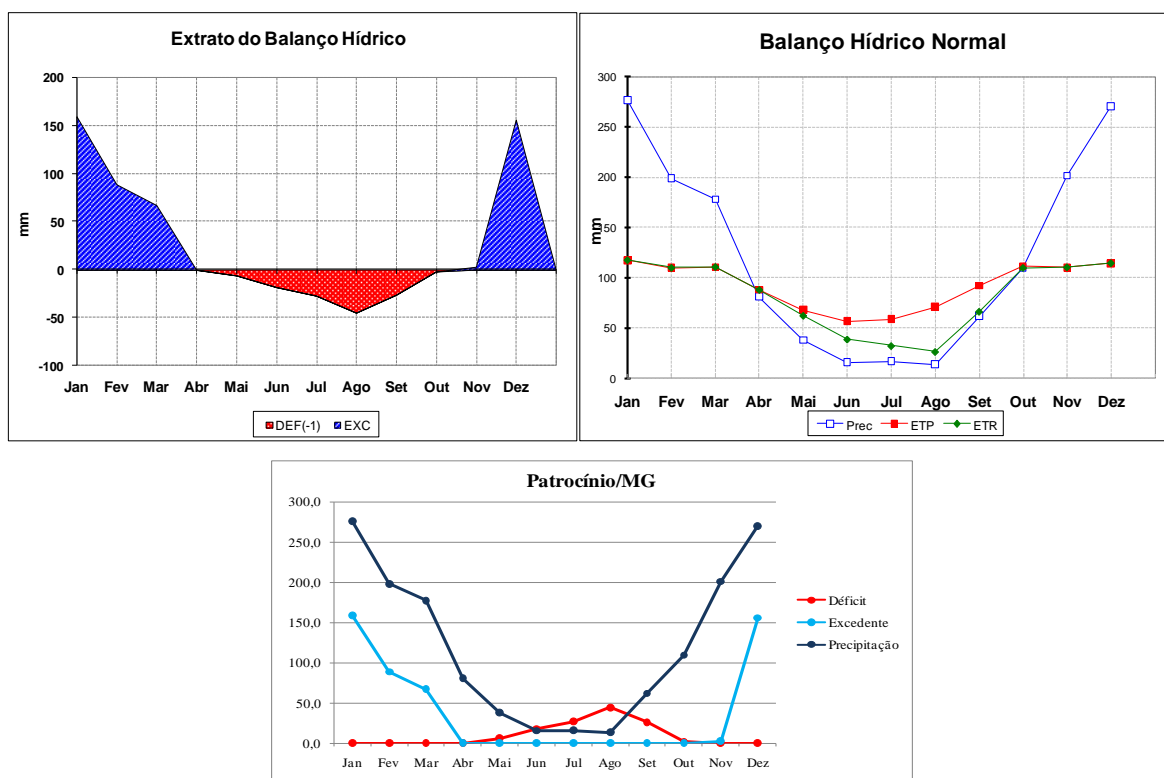 Extrato do Balanço Hídrico
200
150
100
50
0
-50
-100
mm
Jan Fev Mar Abr Mai Jun Jul Ago Set Out Nov Dez
DEF(-1) EXC
Balanço Hídrico Normal
300
250
200
150
100
50
0
mm
Jan Fev Mar Abr Mai Jun Jul Ago Set Out Nov Dez
Prec ETP ETR
Patrocínio/MG
300,0
250,0
200,0
150,0
100,0
50,0
0,0
Jan Fev Mar Abr Mai Jun Jul Ago Set Out Nov Dez
Déficit
Excedente
Precipitação